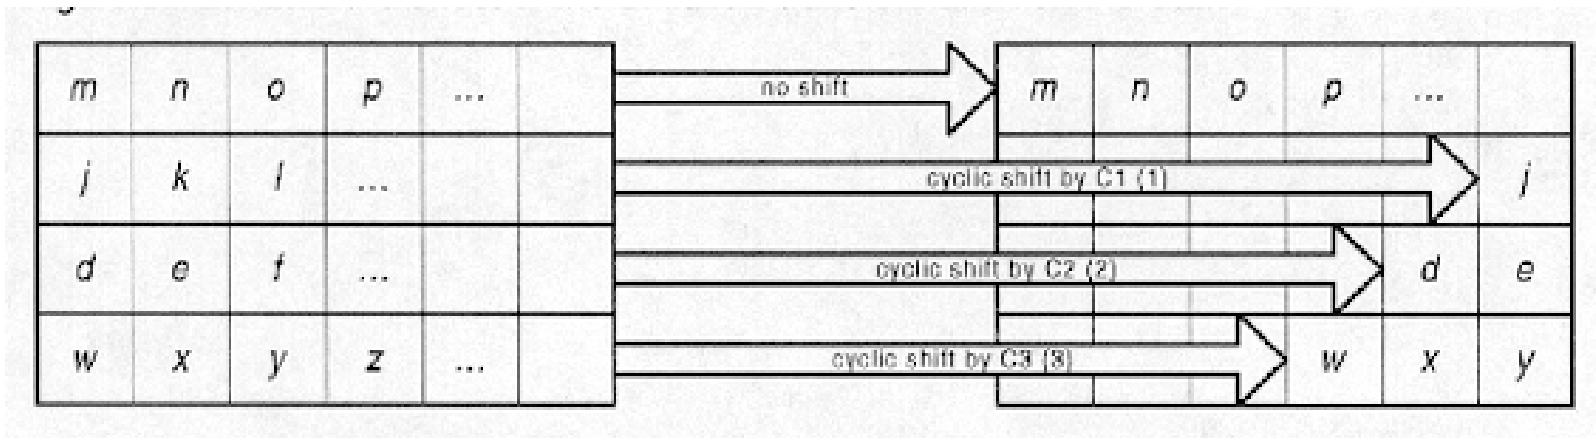 m n o p ... no shift m n o p ...
j k l ... cyclic shift by C1 (1) j
d e f ... cyclic shift by C2 (2) d e
w x y z ... cyclic shift by C3 (3) w x y